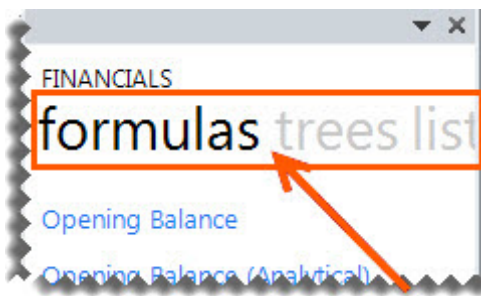 FINANCIALS
formulas trees list
Opening Balance
Opening Balance (Analytical)